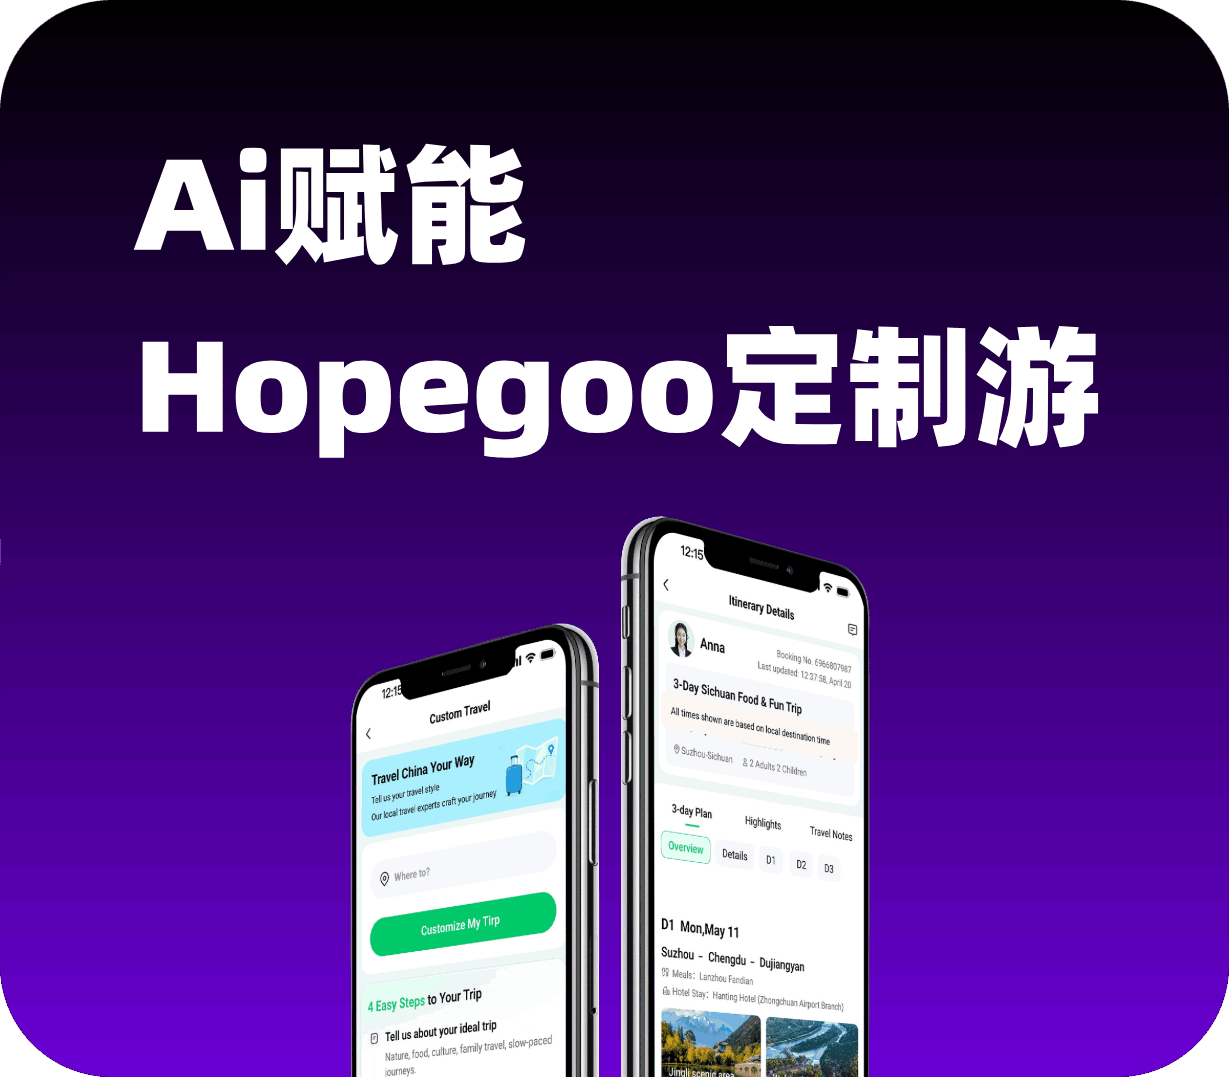 Ai赋能
Hopegoo定制游
12:15
Custom Travel
Travel China Your Way
Tell us your travel style
Our local travel experts craft your journey
Where to?
Customize My Tirp
4 Easy Steps to Your Trip
Tell us about your ideal trip
Nature, food, culture, family travel, slow-paced
journeys.
12:15
Itinerary Details
Anna
Booking No. 6966807987
Last updated: 12:37:58, April 20
3-Day Sichuan Food & Fun Trip
All times shown are based on local destination time
Suzhou-Sichuan 2 Adults 2 Children
3-day Plan Highlights Travel Notes
Overview Details D1 D2 D3
D1 Mon,May 11
Suzhou - Chengdu - Dujiangyan
Meals: Lanzhou Fandian
Hotel Stay: Hanting Hotel (Zhongchuan Airport Branch)
Jingli scenic area